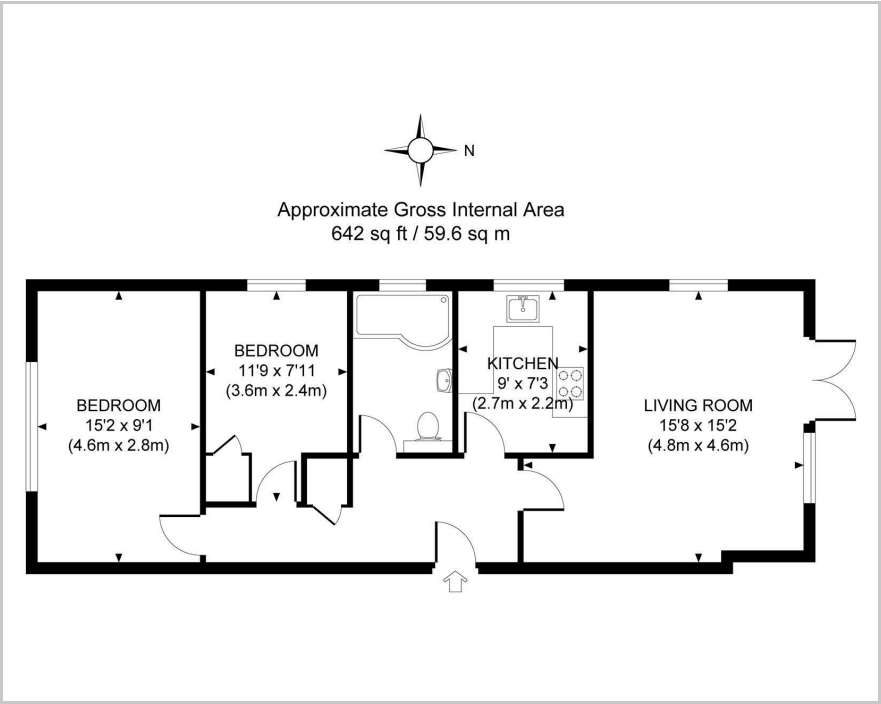 N
Approximate Gross Internal Area
642 sq ft / 59.6 sq m
BEDROOM
15'2 x 9'1
(4.6m x 2.8m)
BEDROOM
11'9 x 7'11
(3.6m x 2.4m)
KITCHEN
9' x 7'3
(2.7m x 2.2m)
LIVING ROOM
15'8 x 15'2
(4.8m x 4.6m)